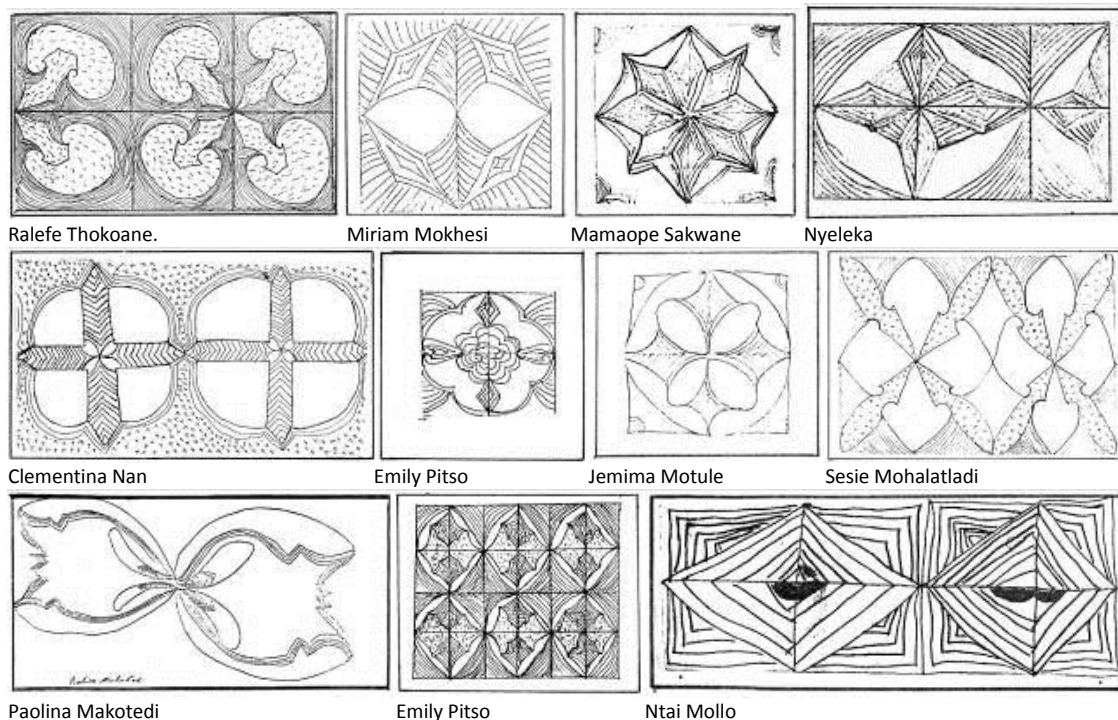 Ralefe Thokoane.
Miriam Mokhesi
Mamaope Sakwane
Nyeleka
Clementina Nan
Emily Pitso
Jemima Motule
Sesie Mohalatladi
Paolina Makotedi
Emily Pitso
Ntai Mollo